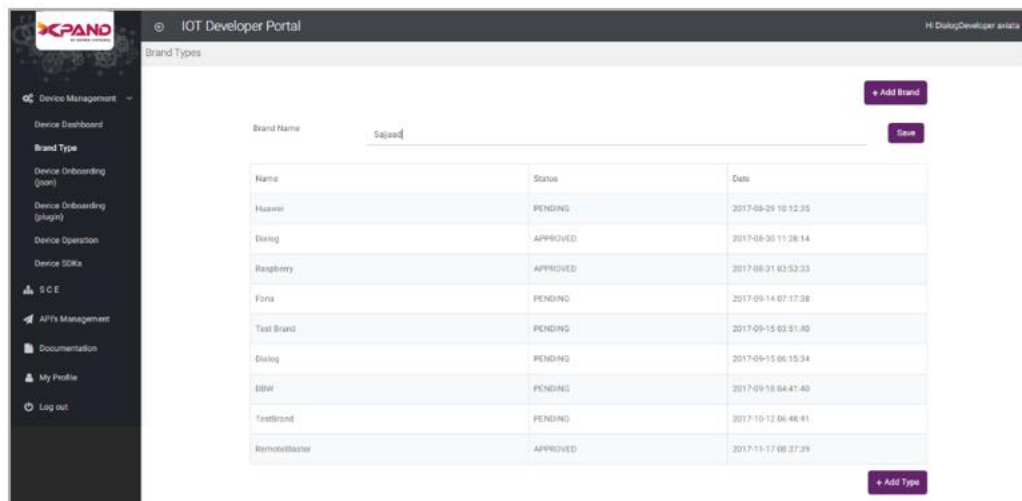 XPAND
IOT Developer Portal
Hi DialogDeveloper axiata
Brand Types
+ Add Brand
Device Management
Device Dashboard
Brand Type
Device Onboarding
(json)
Device Onboarding
(plugin)
Device Operation
Device SDKs
S C E
API's Management
Documentation
My Profile
Log out
Brand Name
Sajaad
Save
Name Status Date
Huawei PENDING 2017-08-29 10:12:35
Dialog APPROVED 2017-08-30 11:28:14
Raspberry APPROVED 2017-08-31 03:53:33
Fona PENDING 2017-09-14 07:17:38
Test Brand PENDING 2017-09-15 03:51:40
Dialog PENDING 2017-09-15 06:15:34
BBW PENDING 2017-09-18 04:41:40
TestBrand PENDING 2017-10-12 06:48:41
RemoteBlaster APPROVED 2017-11-17 08:37:39
+ Add Type